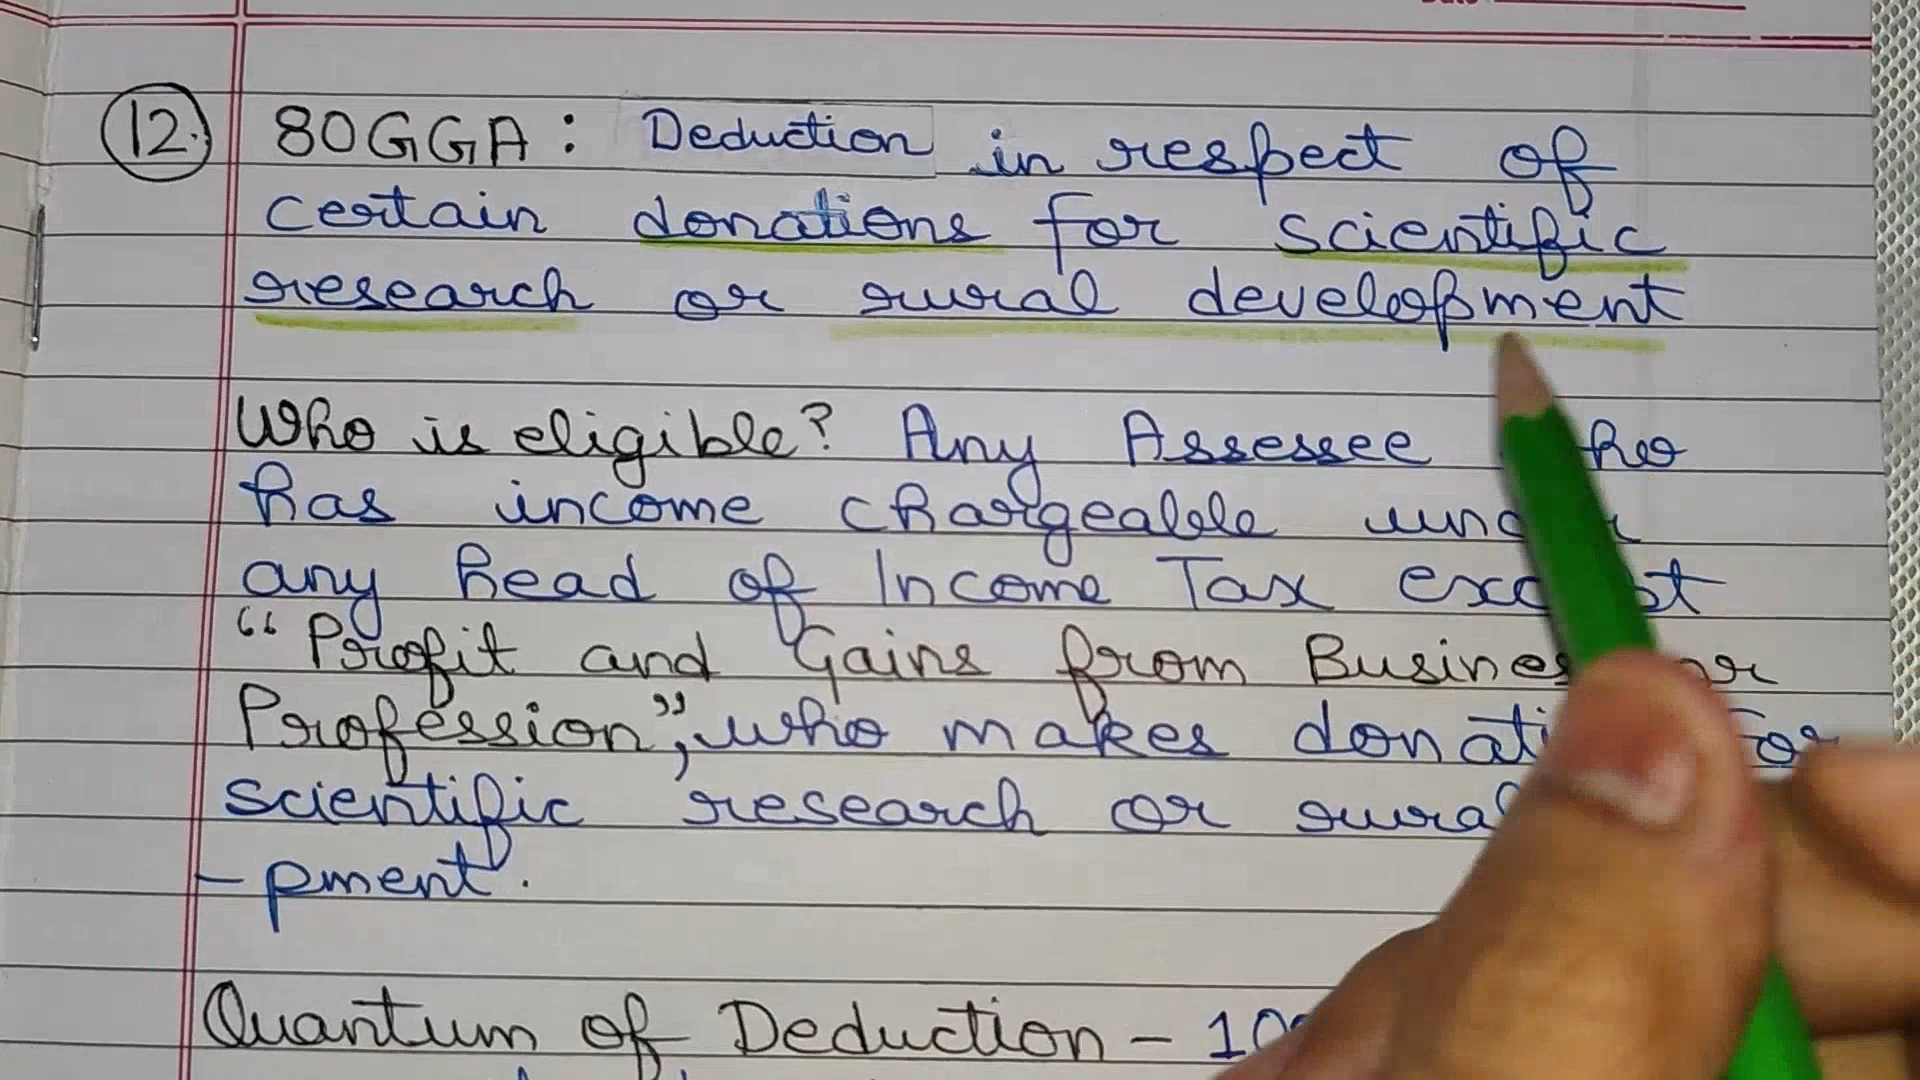 12. 80GGA : Deduction in respect of
certain donations for scientific
research or rural development
Who is eligible? Any Assessee
has income chargeable
any head of Income Tax
"Profit and Gains from
Profession", who makes
scientific research or
-pment.
Quantum of Deduction -